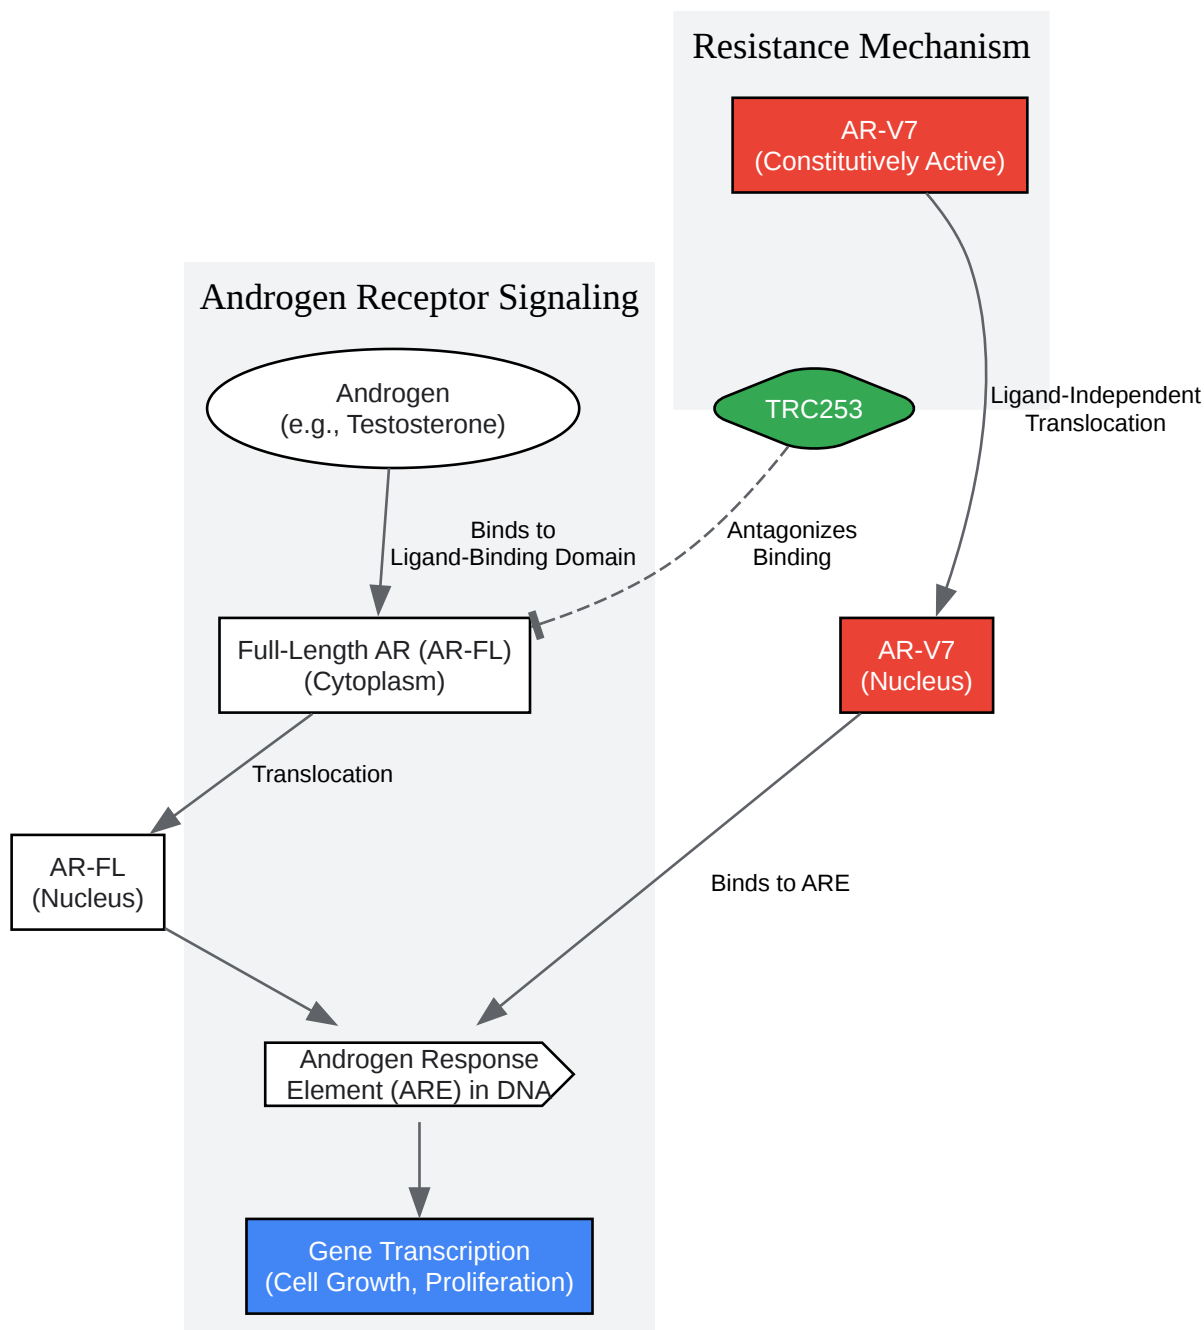 Resistance Mechanism
AR-V7
(Constitutively Active)
Androgen Receptor Signaling
Androgen
(e.g., Testosterone)
TRC253
Ligand-Independent
Translocation
Binds to
Ligand-Binding Domain
Antagonizes
Binding
Full-Length AR (AR-FL)
(Cytoplasm)
AR-V7
(Nucleus)
Translocation
AR-FL
(Nucleus)
Binds to ARE
Androgen Response
Element (ARE) in DNA
Gene Transcription
(Cell Growth, Proliferation)